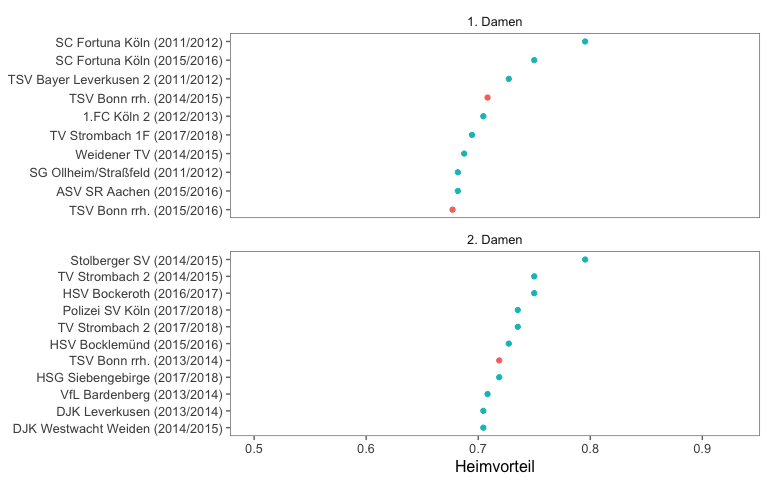 1. Damen
SC Fortuna Köln (2011/2012)
SC Fortuna Köln (2015/2016)
TSV Bayer Leverkusen 2 (2011/2012)
TSV Bonn rrh. (2014/2015)
1.FC Köln 2 (2012/2013)
TV Strombach 1F (2017/2018)
Weidener TV (2014/2015)
SG Ollheim/Straßfeld (2011/2012)
ASV SR Aachen (2015/2016)
TSV Bonn rrh. (2015/2016)
2. Damen
Stolberger SV (2014/2015)
TV Strombach 2 (2014/2015)
HSV Bockeroth (2016/2017)
Polizei SV Köln (2017/2018)
TV Strombach 2 (2017/2018)
HSV Bocklemünd (2015/2016)
TSV Bonn rrh. (2013/2014)
HSG Siebengebirge (2017/2018)
VfL Bardenberg (2013/2014)
DJK Leverkusen (2013/2014)
DJK Westwacht Weiden (2014/2015)
0.5 0.6 0.7 0.8 0.9
Heimvorteil